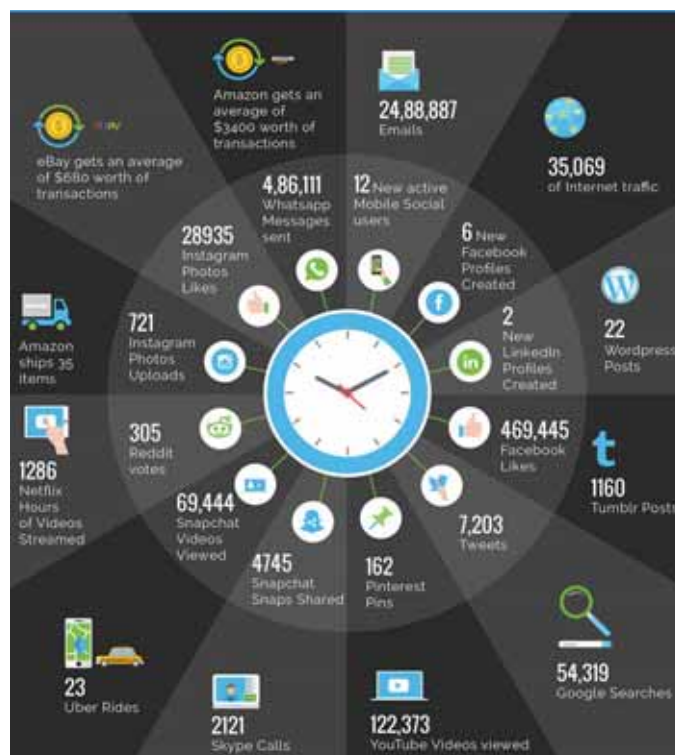 Amazon gets an
average of
$3400 worth of
transactions
24,88,887
Emails
eBay gets an average
of $680 worth of
transactions
35,069
of Internet traffic
4,86,111
Whatsapp
Messages
sent
12 New active
Mobile Social
users
28935
Instagram
Photos
Likes
6 New
Facebook
Profiles
Created
Amazon
ships 35
items
721
Instagram
Photos
Uploads
2
New
LinkedIn
Profiles
Created
22
Wordpress
Posts
305
Reddit
votes
469,445
Facebook
Likes
1286
Netflix
Hours
of Videos
Streamed
1160
Tumblr Posts
69,444
Snapchat
Videos
Viewed
7,203
Tweets
4745
Snapchat
Snaps Shared
162
Pinterest
Pins
23
Uber Rides
54,319
Google Searches
2121
Skype Calls
122,373
YouTube Videos viewed